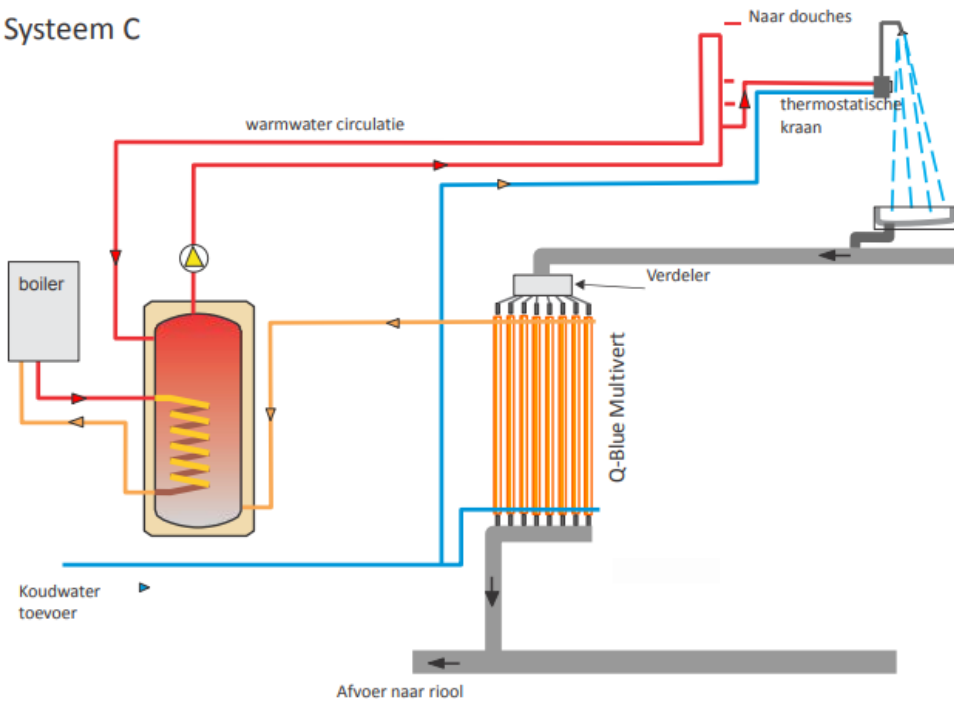 Systeem C
Naar douches
thermostatische
kraan
warmwater circulatie
Verdeler
boiler
Q-Blue Multivert
Koudwater
toevoer
Afvoer naar riool